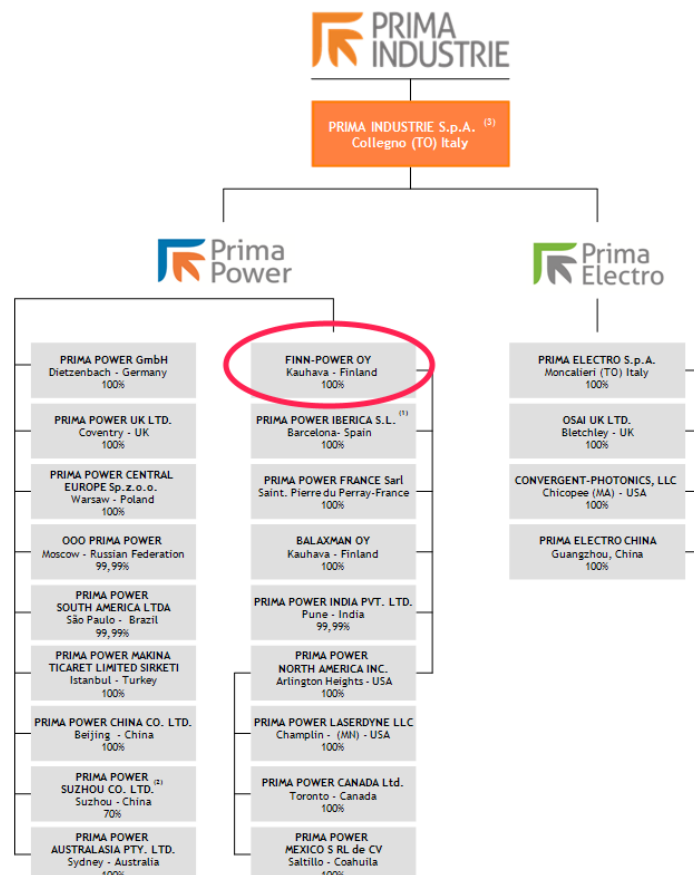 PRIMA
INDUSTRIE
PRIMA INDUSTRIE S.p.A. (3)
Collegno (TO) Italy
Prima
Power
Prima
Electro
PRIMA POWER GmbH
Dietzenbach - Germany
100%
PRIMA POWER UK LTD.
Coventry - UK
100%
PRIMA POWER CENTRAL
EUROPE Sp.z.o.o.
Warsaw - Poland
100%
OOO PRIMA POWER
Moscow - Russian Federation
99,99%
PRIMA POWER
SOUTH AMERICA LTDA
São Paulo - Brazil
99,99%
PRIMA POWER MAKINA
TICARET LIMITED SIRKETI
Istanbul - Turkey
100%
PRIMA POWER CHINA CO. LTD.
Beijing - China
100%
PRIMA POWER
SUZHOU CO. LTD. (2)
Suzhou - China
70%
PRIMA POWER
AUSTRALASIA PTY. LTD.
Sydney - Australia
100%
FINN-POWER OY
Kauhava - Finland
100%
PRIMA POWER IBERICA S.L. (1)
Barcelona- Spain
100%
PRIMA POWER FRANCE Sarl
Saint. Pierre du Perray-France
100%
BALAXMAN OY
Kauhava - Finland
100%
PRIMA POWER INDIA PVT. LTD.
Pune - India
99,99%
PRIMA POWER
NORTH AMERICA INC.
Arlington Heights - USA
100%
PRIMA POWER LASERDYNE LLC
Champlin - (MN) - USA
100%
PRIMA POWER CANADA Ltd.
Toronto - Canada
100%
PRIMA POWER
MEXICO S RL de CV
Saltillo - Coahuila
100%
PRIMA ELECTRO S.p.A.
Moncalieri (TO) Italy
100%
OSAI UK LTD.
Bletchley - UK
100%
CONVERGENT-PHOTONICS, LLC
Chicopee (MA) - USA
100%
PRIMA ELECTRO CHINA
Guangzhou, China
100%